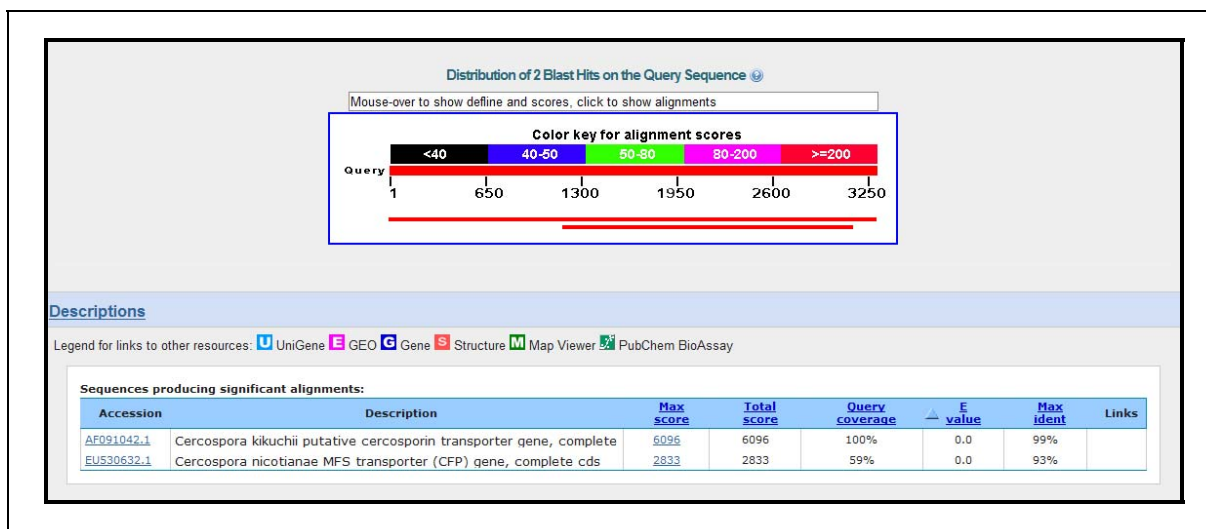 Distribution of 2 Blast Hits on the Query Sequence
Mouse-over to show defline and scores, click to show alignments
Color key for alignment scores
<40 40-50 50-80 80-200 >=200
Query
1 650 1300 1950 2600 3250
Descriptions
Legend for links to other resources: U UniGene E GEO G Gene S Structure M Map Viewer PubChem BioAssay
Sequences producing significant alignments:
Accession Description Max score Total score Query coverage E value Max ident Links
AF091042.1 Cercospora kikuchii putative cercosporin transporter gene, complete 6096 6096 100% 0.0 99%
EU530632.1 Cercospora nicotianae MFS transporter (CFP) gene, complete cds 2833 2833 59% 0.0 93%